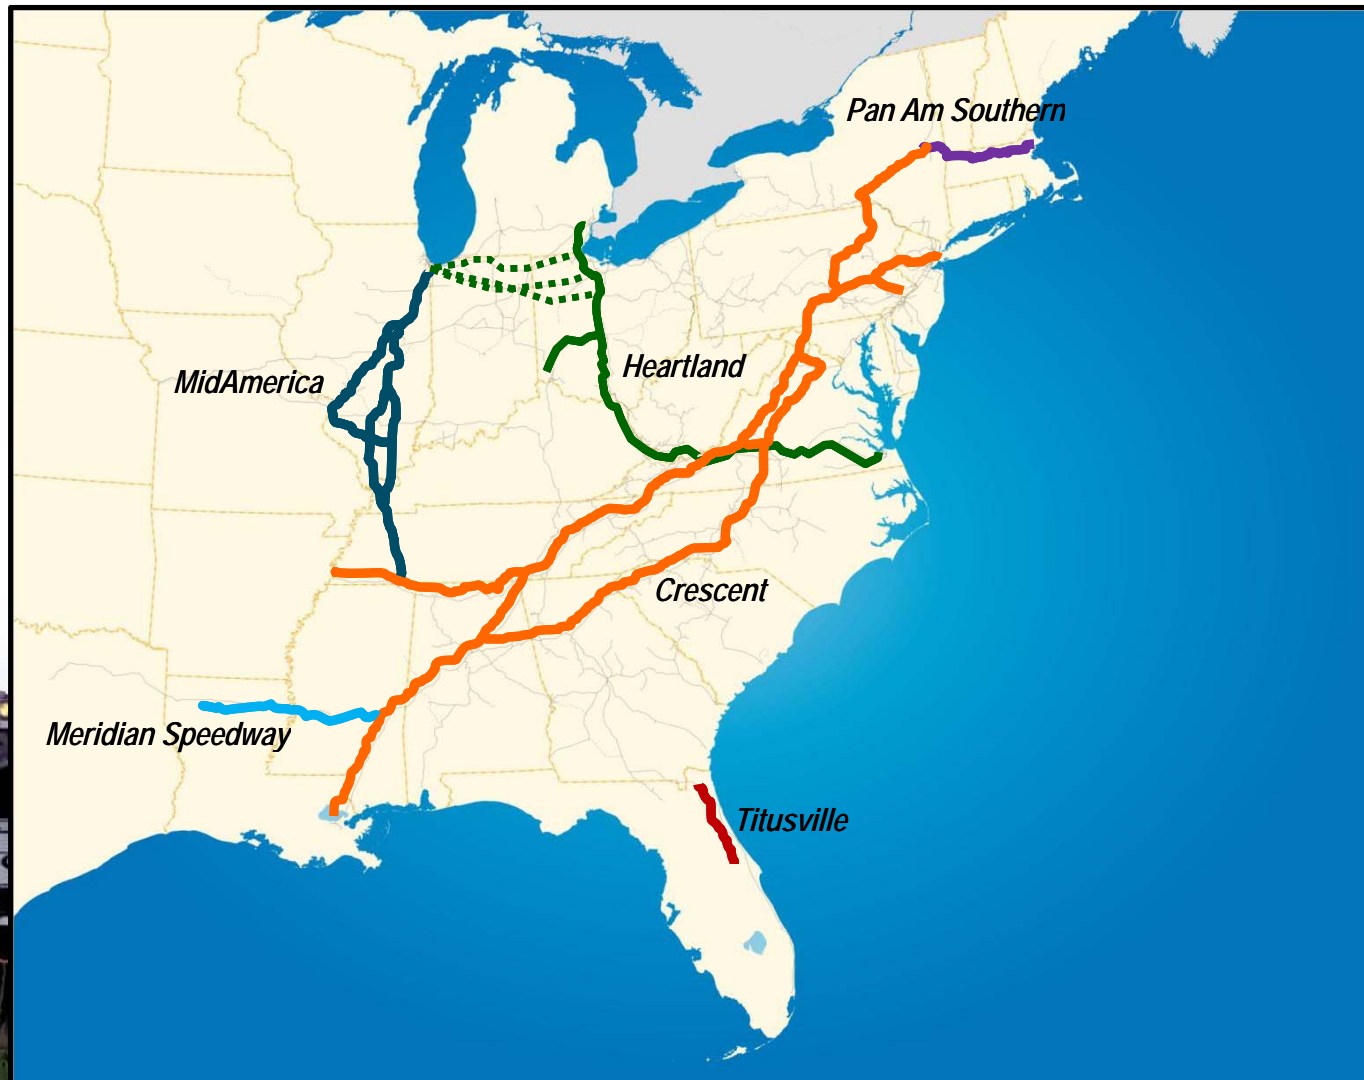 Pan Am Southern
Heartland
MidAmerica
Crescent
Meridian Speedway
Titusville